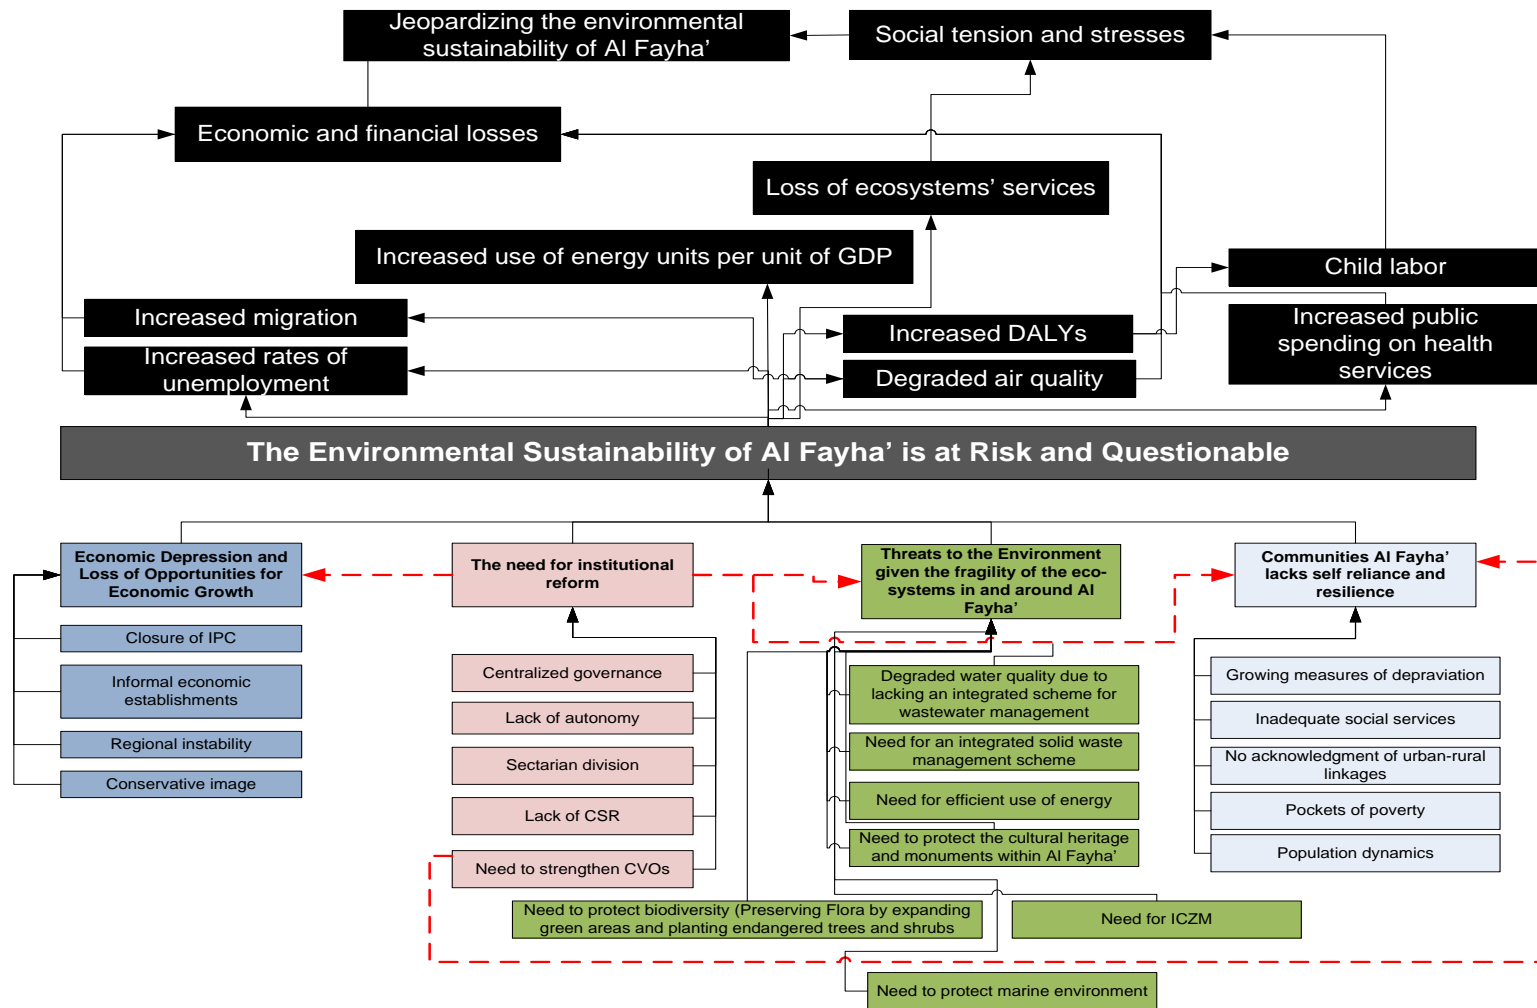 Jeopardizing the environmental
sustainability of Al Fayha’
Social tension and stresses
Economic and financial losses
Loss of ecosystems’ services
Increased use of energy units per unit of GDP
Child labor
Increased migration
Increased DALYs
Increased public
spending on health
services
Increased rates of
unemployment
Degraded air quality
The Environmental Sustainability of Al Fayha’ is at Risk and Questionable
Economic Depression and
Loss of Opportunities for
Economic Growth
Closure of IPC
Informal economic
establishments
Regional instability
Conservative image
The need for institutional
reform
Centralized governance
Lack of autonomy
Sectarian division
Lack of CSR
Need to strengthen CVOs
Threats to the Environment
given the fragility of the eco-
systems in and around Al
Fayha’
Degraded water quality due to
lacking an integrated scheme for
wastewater management
Need for an integrated solid waste
management scheme
Need for efficient use of energy
Need to protect the cultural heritage
and monuments within Al Fayha’
Need to protect biodiversity (Preserving Flora by expanding
green areas and planting endangered trees and shrubs
Need for ICZM
Need to protect marine environment
Communities Al Fayha’
lacks self reliance and
resilience
Growing measures of depraviation
Inadequate social services
No acknowledgment of urban-rural
linkages
Pockets of poverty
Population dynamics